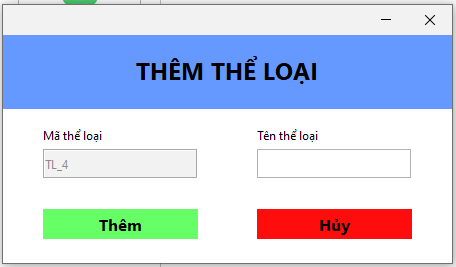 THÊM THỂ LOẠI
Mã thể loại
Tên thể loại
TL_4
Thêm
Hủy